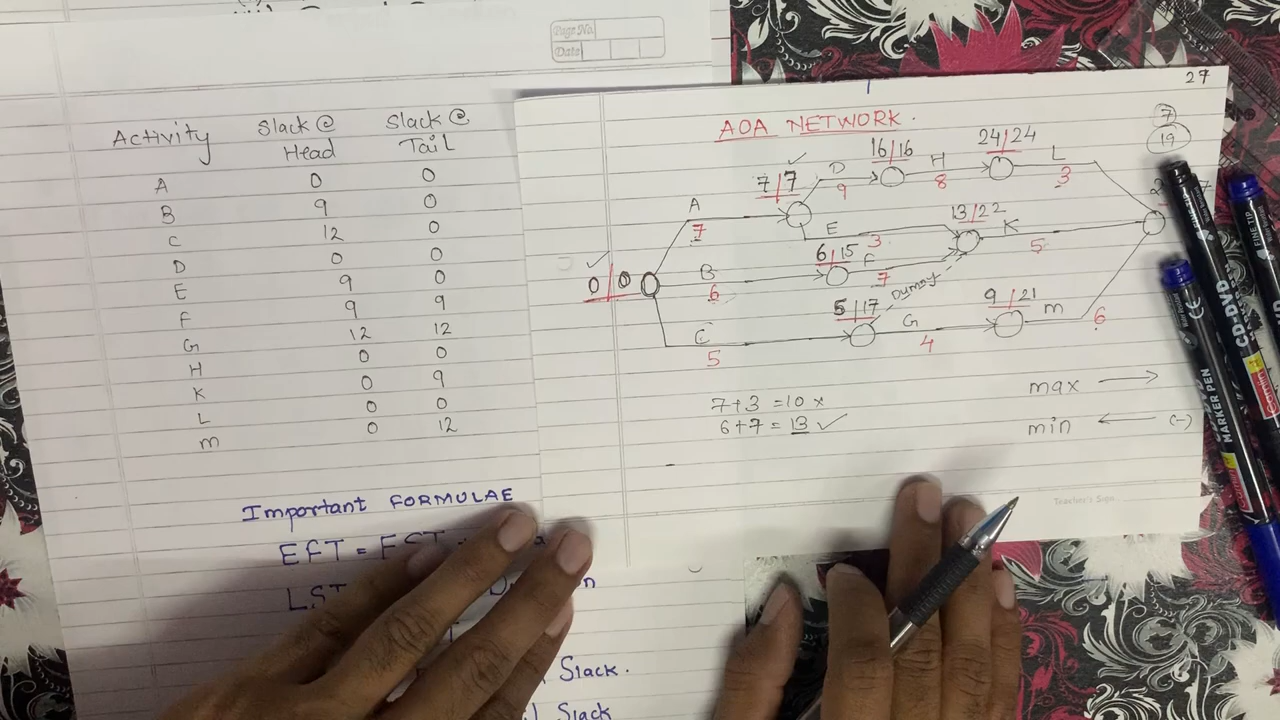 Page No.
Date
Activity Slack @ Head Slack @ Tail
A 0 0
B 9 0
C 12 0
D 0 0
E 9 0
F 9 9
G 12 12
H 0 0
K 0 9
L 0 0
m 0 12
Important FORMULAE
EFT = EST
LST
Slack.
Slack
27
AOA NETWORK.
7
19
16/16 H 24/24 L
7/7 D 9 8 3
A 7
E 3 13/22 K 5
6/15 F 7
0/0 B 6
Dummy
5/17 G 4 9/21 m 6
C 5
7+3 =10 x
6+7 = 13 ✓
max →
min ← (-)
Teacher's Sign
CD-DVD
MARKER PEN
FINE TIP